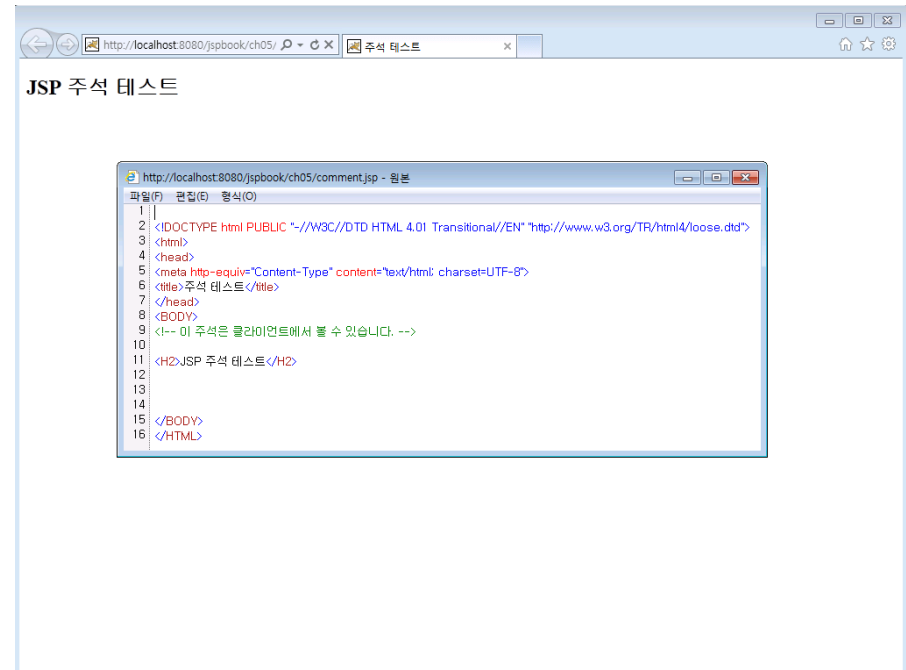 http://localhost:8080/jspbook/ch05/
주석 테스트
JSP 주석 테스트
http://localhost:8080/jspbook/ch05/comment.jsp - 원본
파일(F) 편집(E) 형식(O)
1
2 <!DOCTYPE html PUBLIC "-//W3C//DTD HTML 4.01 Transitional//EN" "http://www.w3.org/TR/html4/loose.dtd">
3 <html>
4 <head>
5 <meta http-equiv="Content-Type" content="text/html; charset=UTF-8">
6 <title>주석 테스트</title>
7 </head>
8 <BODY>
9 <!-- 이 주석은 클라이언트에서 볼 수 있습니다. -->
10
11 <H2>JSP 주석 테스트</H2>
12
13
14
15 </BODY>
16 </HTML>